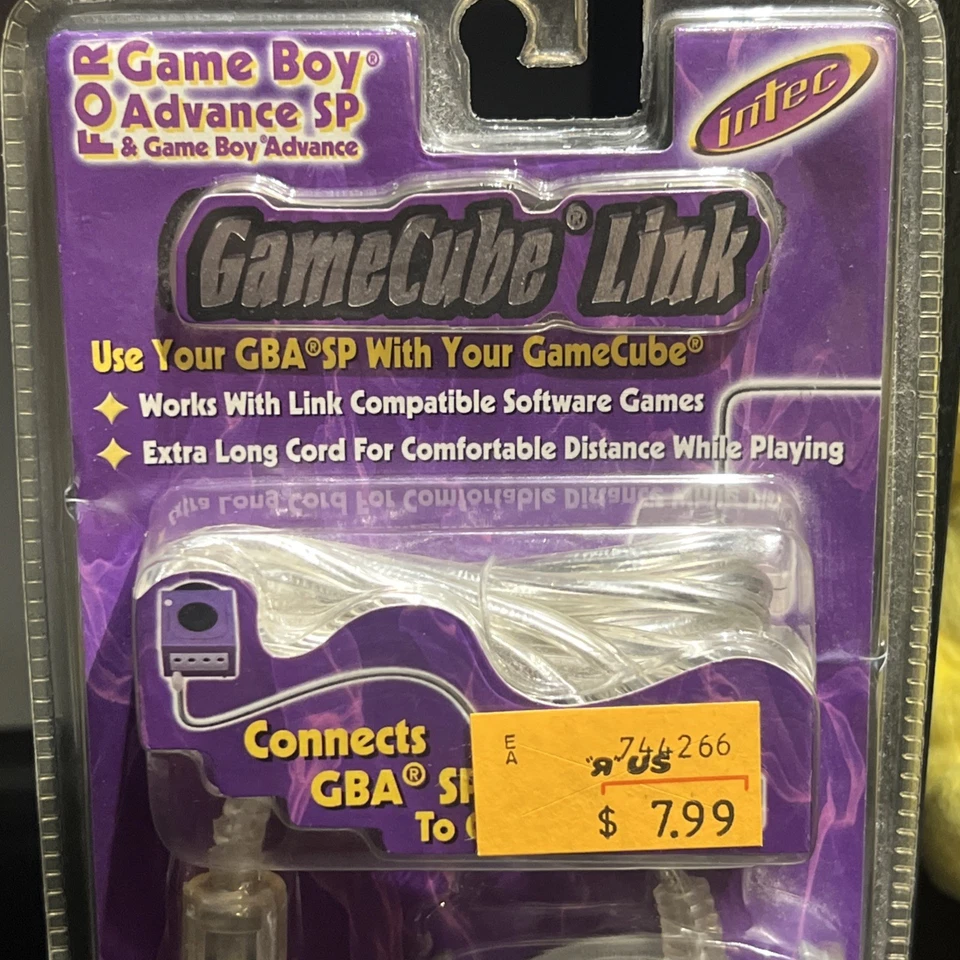 FOR
Game Boy®
Advance SP
& Game Boy® Advance
intec
GameCube® Link
Use Your GBA® SP With Your GameCube®
Works With Link Compatible Software Games
Extra Long Cord For Comfortable Distance While Playing
Connects
GBA® SP
To
EA
744266
"R" US
$ 7.99